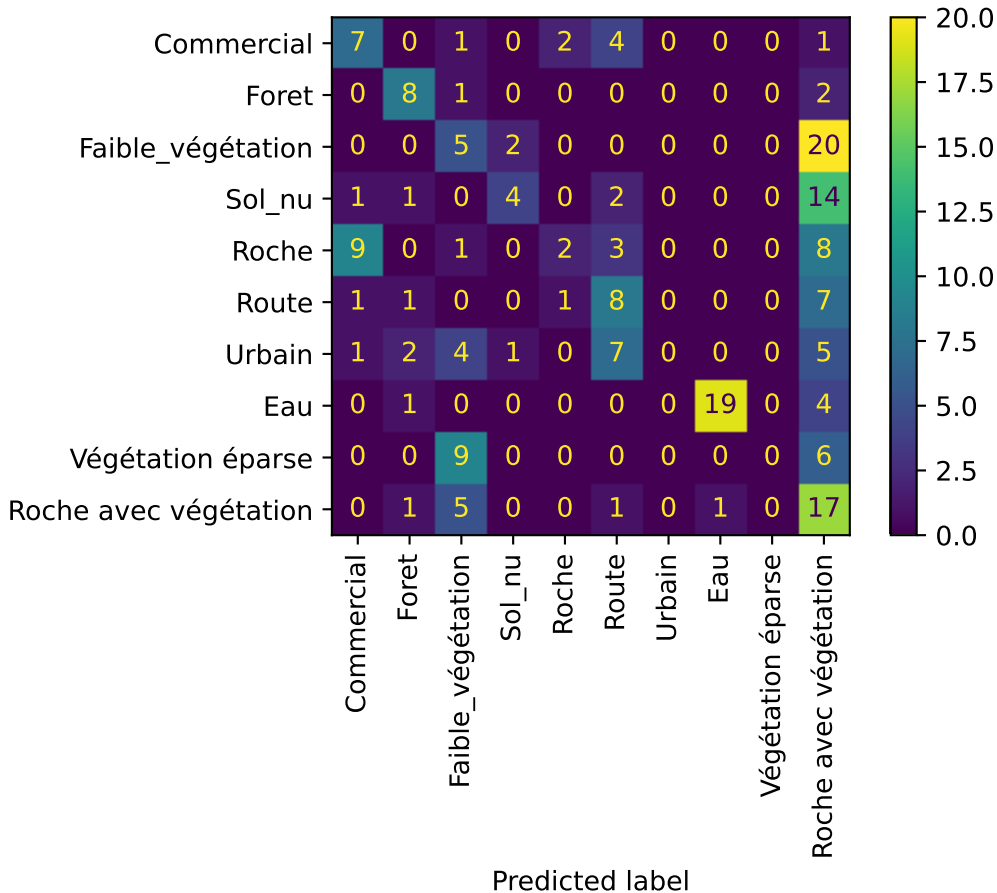 Commercial 7 0 1 0 2 4 0 0 0 1
Foret 0 8 1 0 0 0 0 0 0 2
Faible_végétation 0 0 5 2 0 0 0 0 0 20
Sol_nu 1 1 0 4 0 2 0 0 0 14
Roche 9 0 1 0 2 3 0 0 0 8
Route 1 1 0 0 1 8 0 0 0 7
Urbain 1 2 4 1 0 7 0 0 0 5
Eau 0 1 0 0 0 0 0 19 0 4
Végétation éparse 0 0 9 0 0 0 0 0 0 6
Roche avec végétation 0 1 5 0 0 1 0 1 0 17
Commercial
Foret
Faible_végétation
Sol_nu
Roche
Route
Urbain
Eau
Végétation éparse
Roche avec végétation
Predicted label
20.0
17.5
15.0
12.5
10.0
7.5
5.0
2.5
0.0